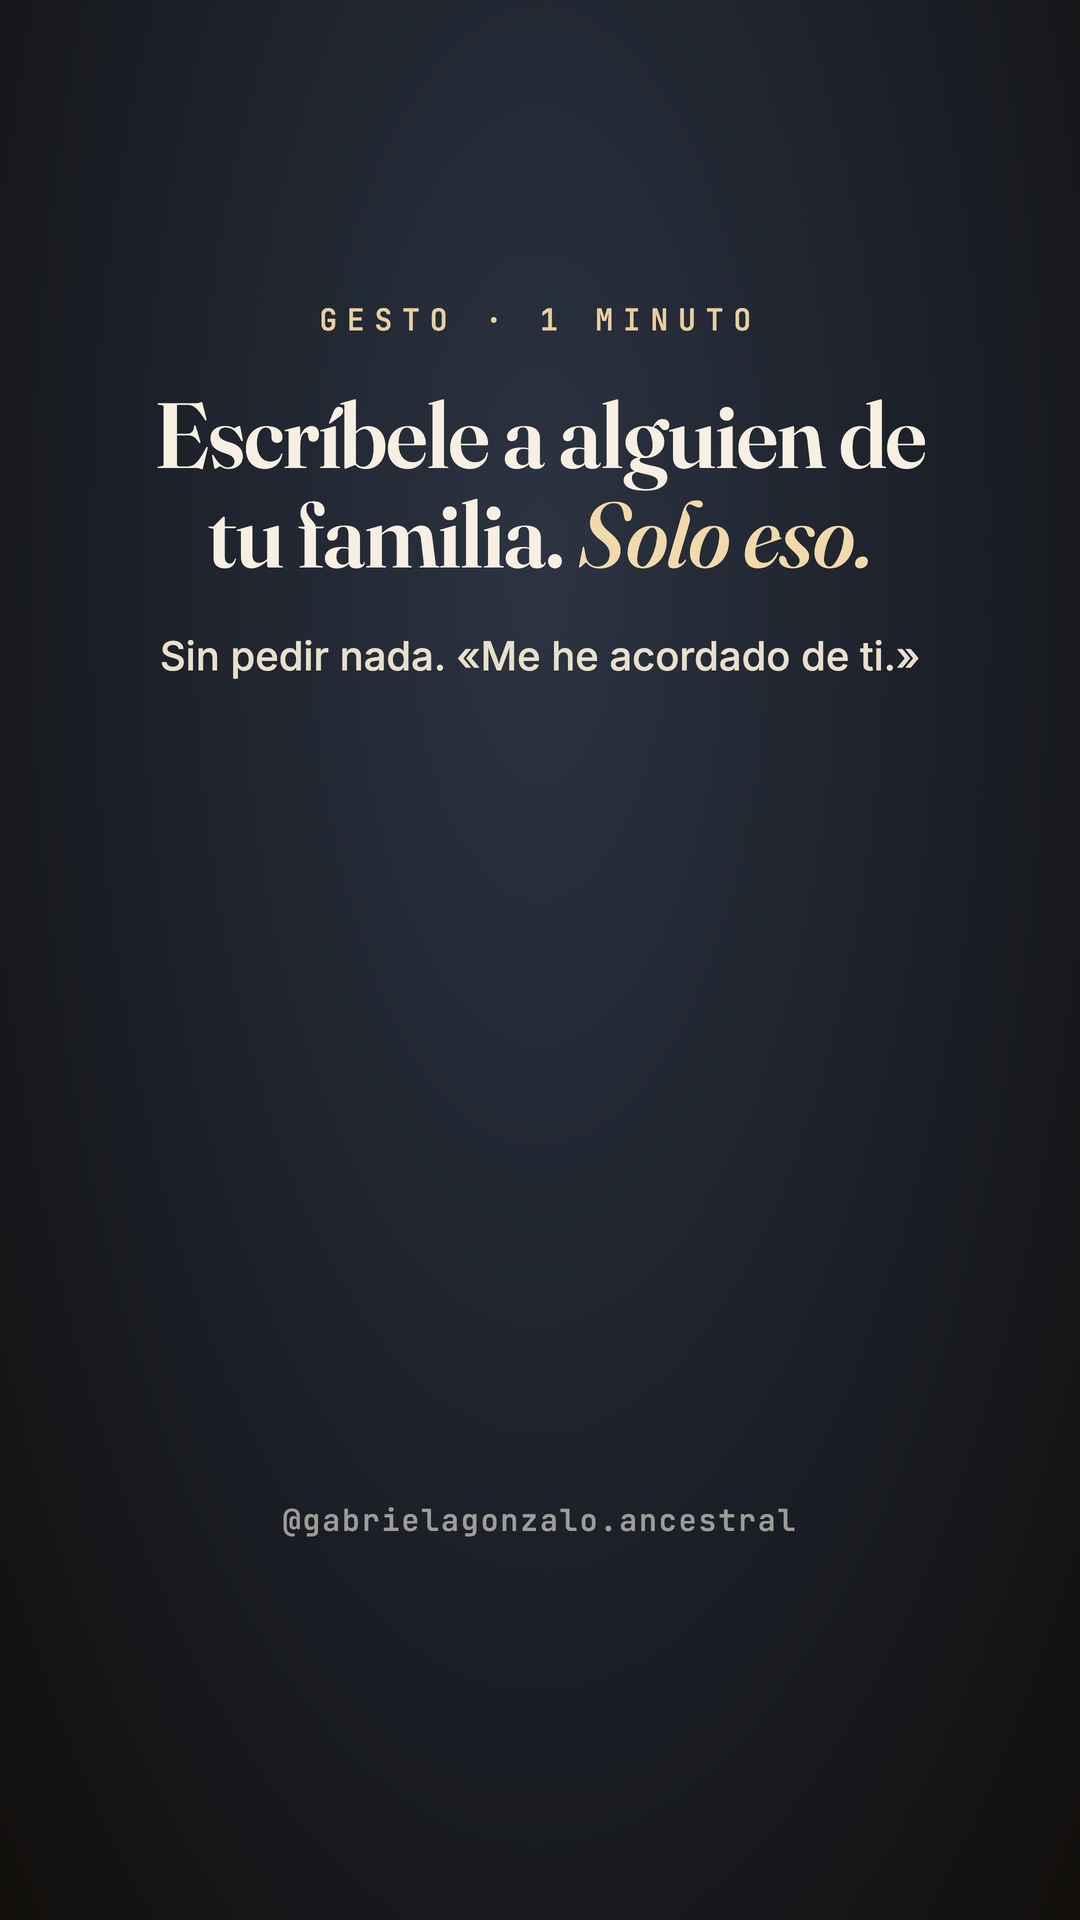 GESTO · 1 MINUTO
Escríbele a alguien de
tu familia. Solo eso.
Sin pedir nada. «Me he acordado de ti.»
@gabrielagonzalo.ancestral